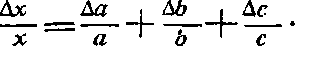 Δx/x = Δa/a + Δb/b + Δc/c .